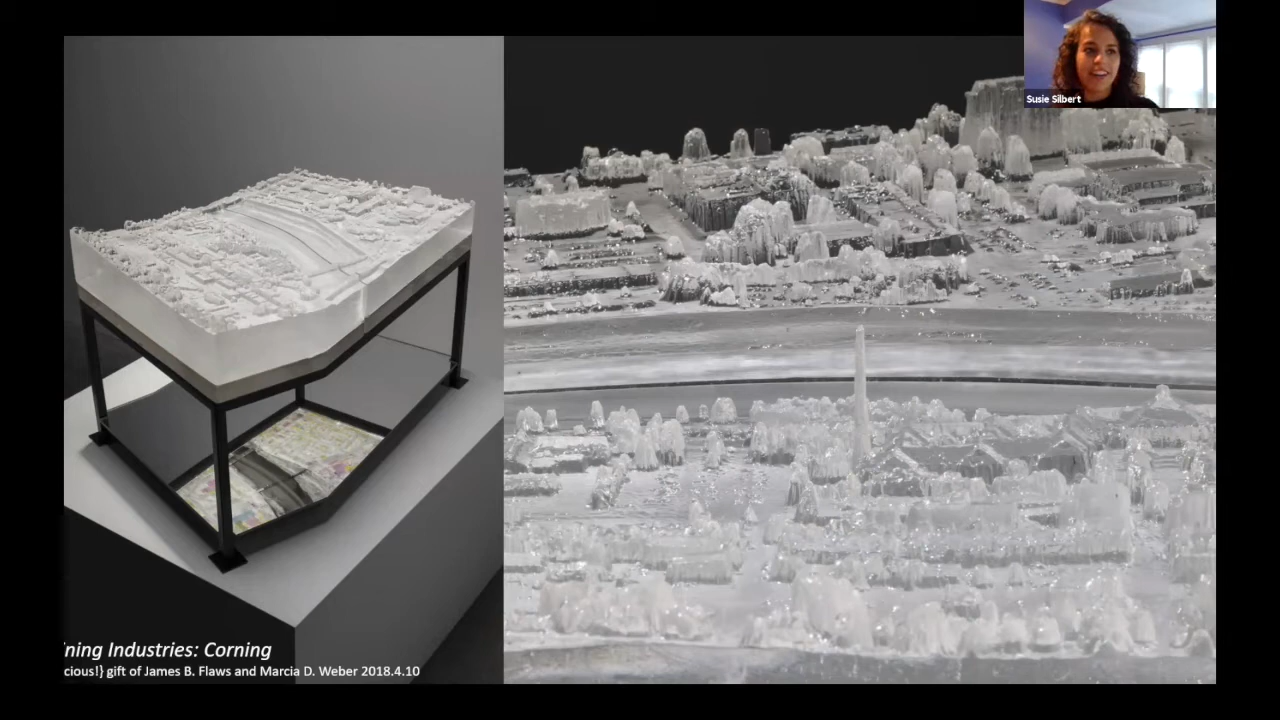 Susie Silbert
ning Industries: Corning
cious!} gift of James B. Flaws and Marcia D. Weber 2018.4.10